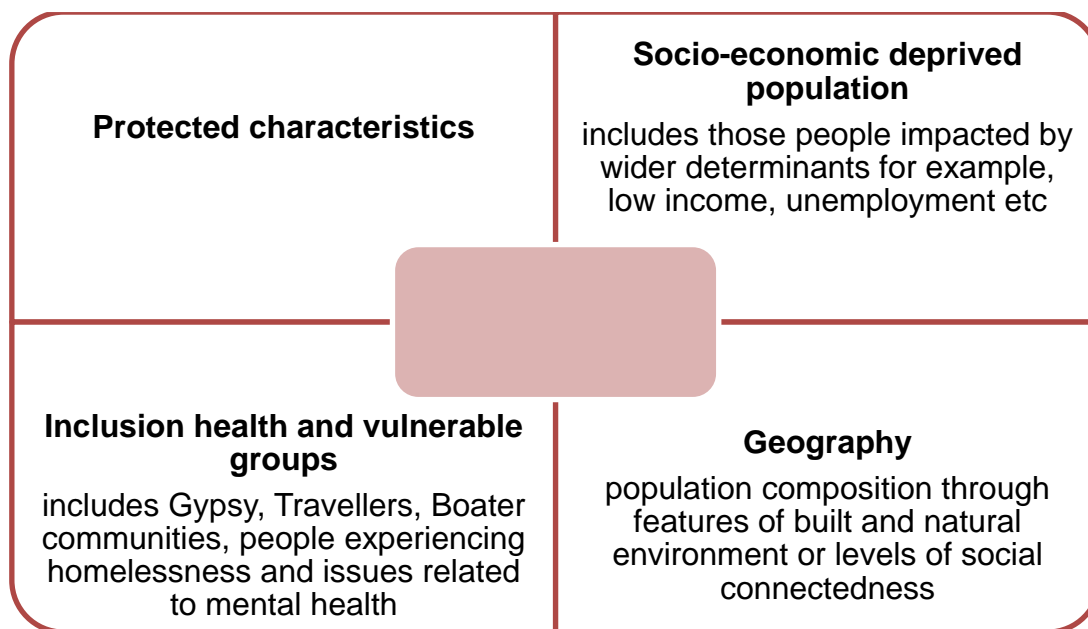 Protected characteristics
Socio-economic deprived
population
includes those people impacted by
wider determinants for example,
low income, unemployment etc
Inclusion health and vulnerable
groups
includes Gypsy, Travellers, Boater
communities, people experiencing
homelessness and issues related
to mental health
Geography
population composition through
features of built and natural
environment or levels of social
connectedness